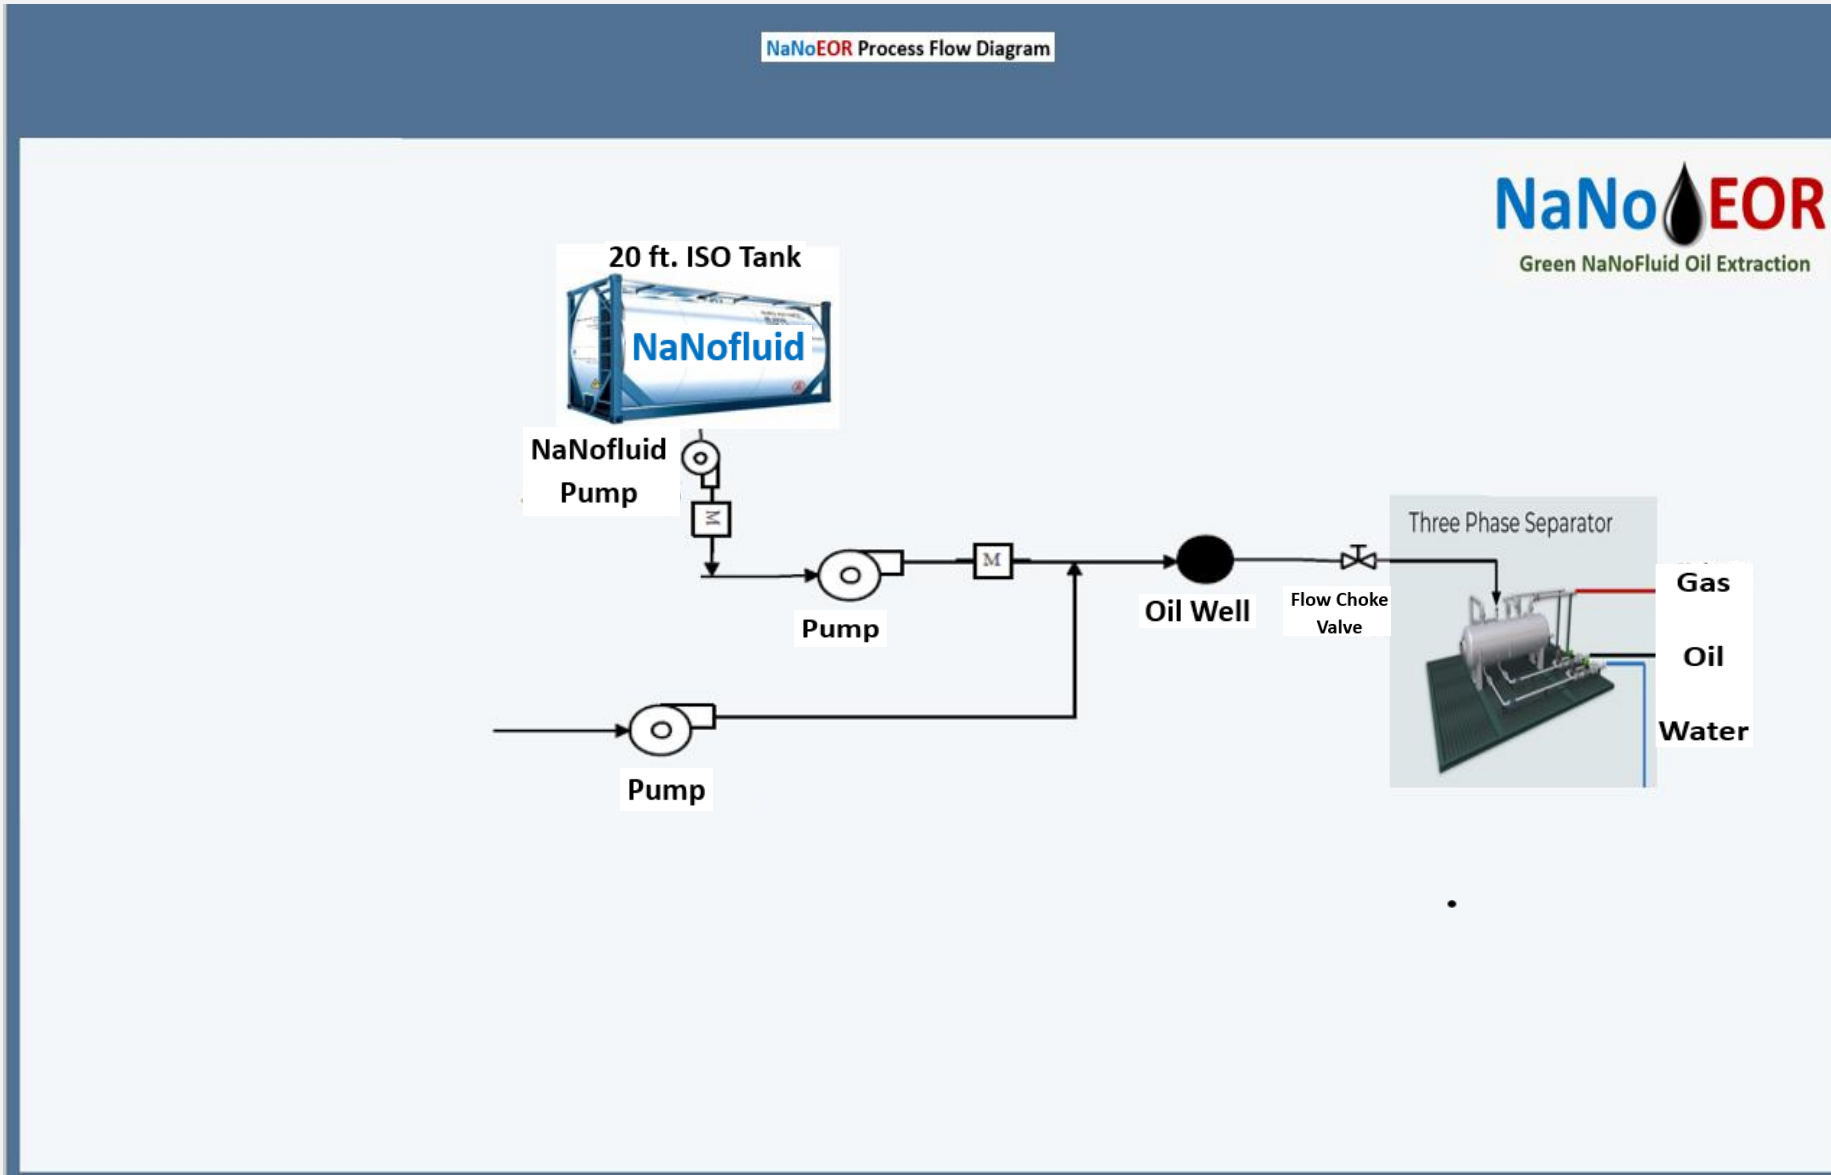 NaNoEOR Process Flow Diagram
NaNo EOR
Green NaNoFluid Oil Extraction
20 ft. ISO Tank
NaNofluid
NaNofluid
Pump
M
Three Phase Separator
M
Gas
Pump
Oil Well
Flow Choke
Valve
Oil
Water
Pump